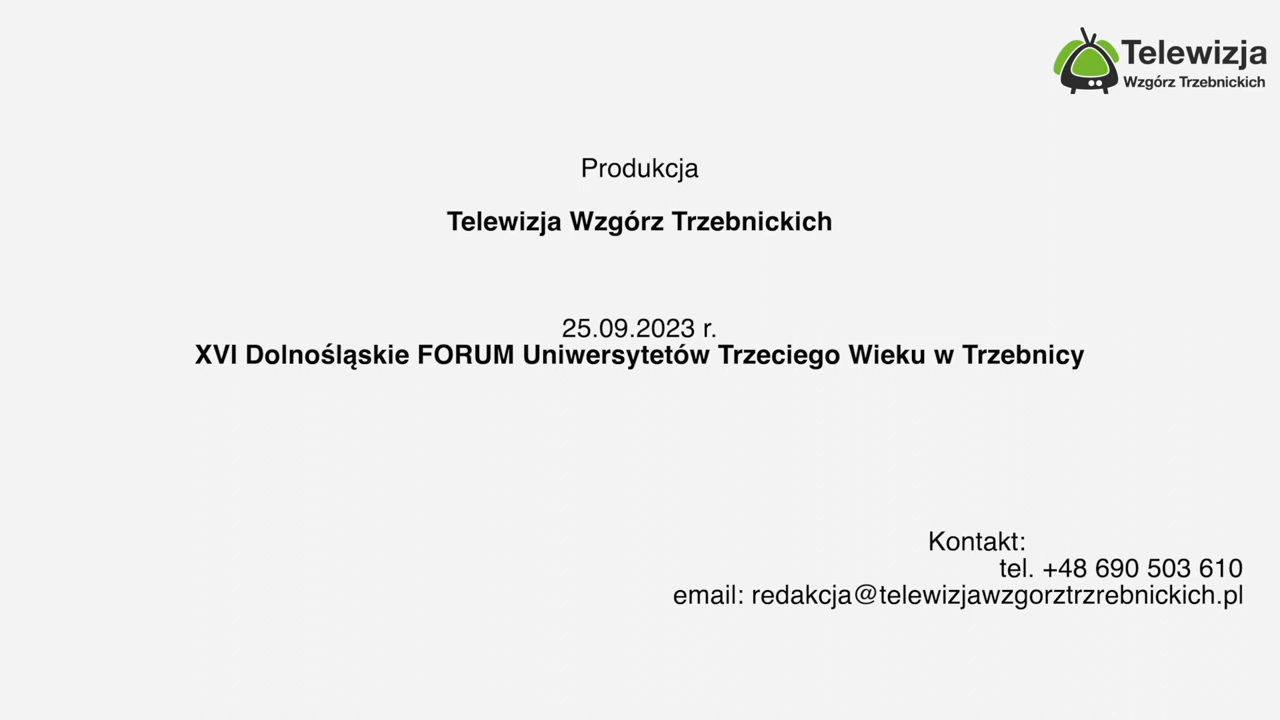 Telewizja
Wzgórz Trzebnickich
Produkcja
Telewizja Wzgórz Trzebnickich
25.09.2023 r.
XVI Dolnośląskie FORUM Uniwersytetów Trzeciego Wieku w Trzebnicy
Kontakt:
tel. +48 690 503 610
email: redakcja@telewizjawzgorztrzrebnickich.pl